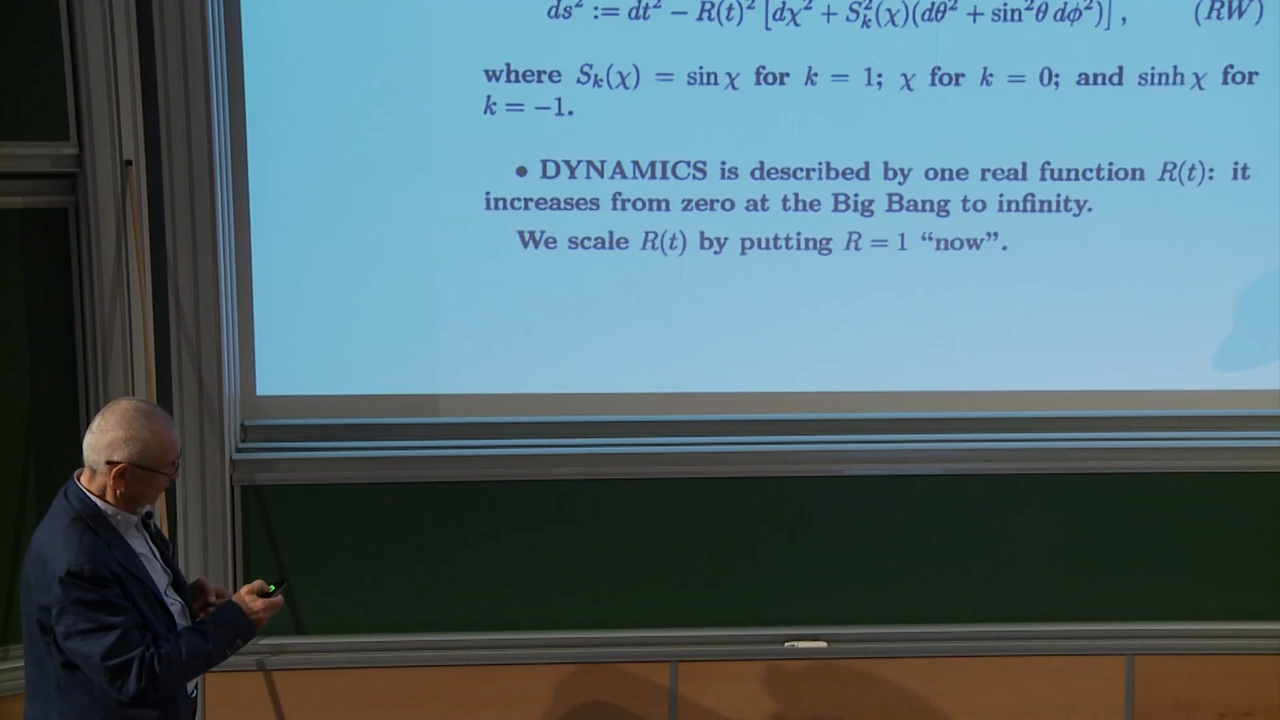 ds² := dt² − R(t)² [dχ² + S²ₖ(χ)(dθ² + sin²θ dϕ²)] , (RW)
where Sₖ(χ) = sin χ for k = 1; χ for k = 0; and sinh χ for
k = −1.
• DYNAMICS is described by one real function R(t): it
increases from zero at the Big Bang to infinity.
We scale R(t) by putting R = 1 “now”.